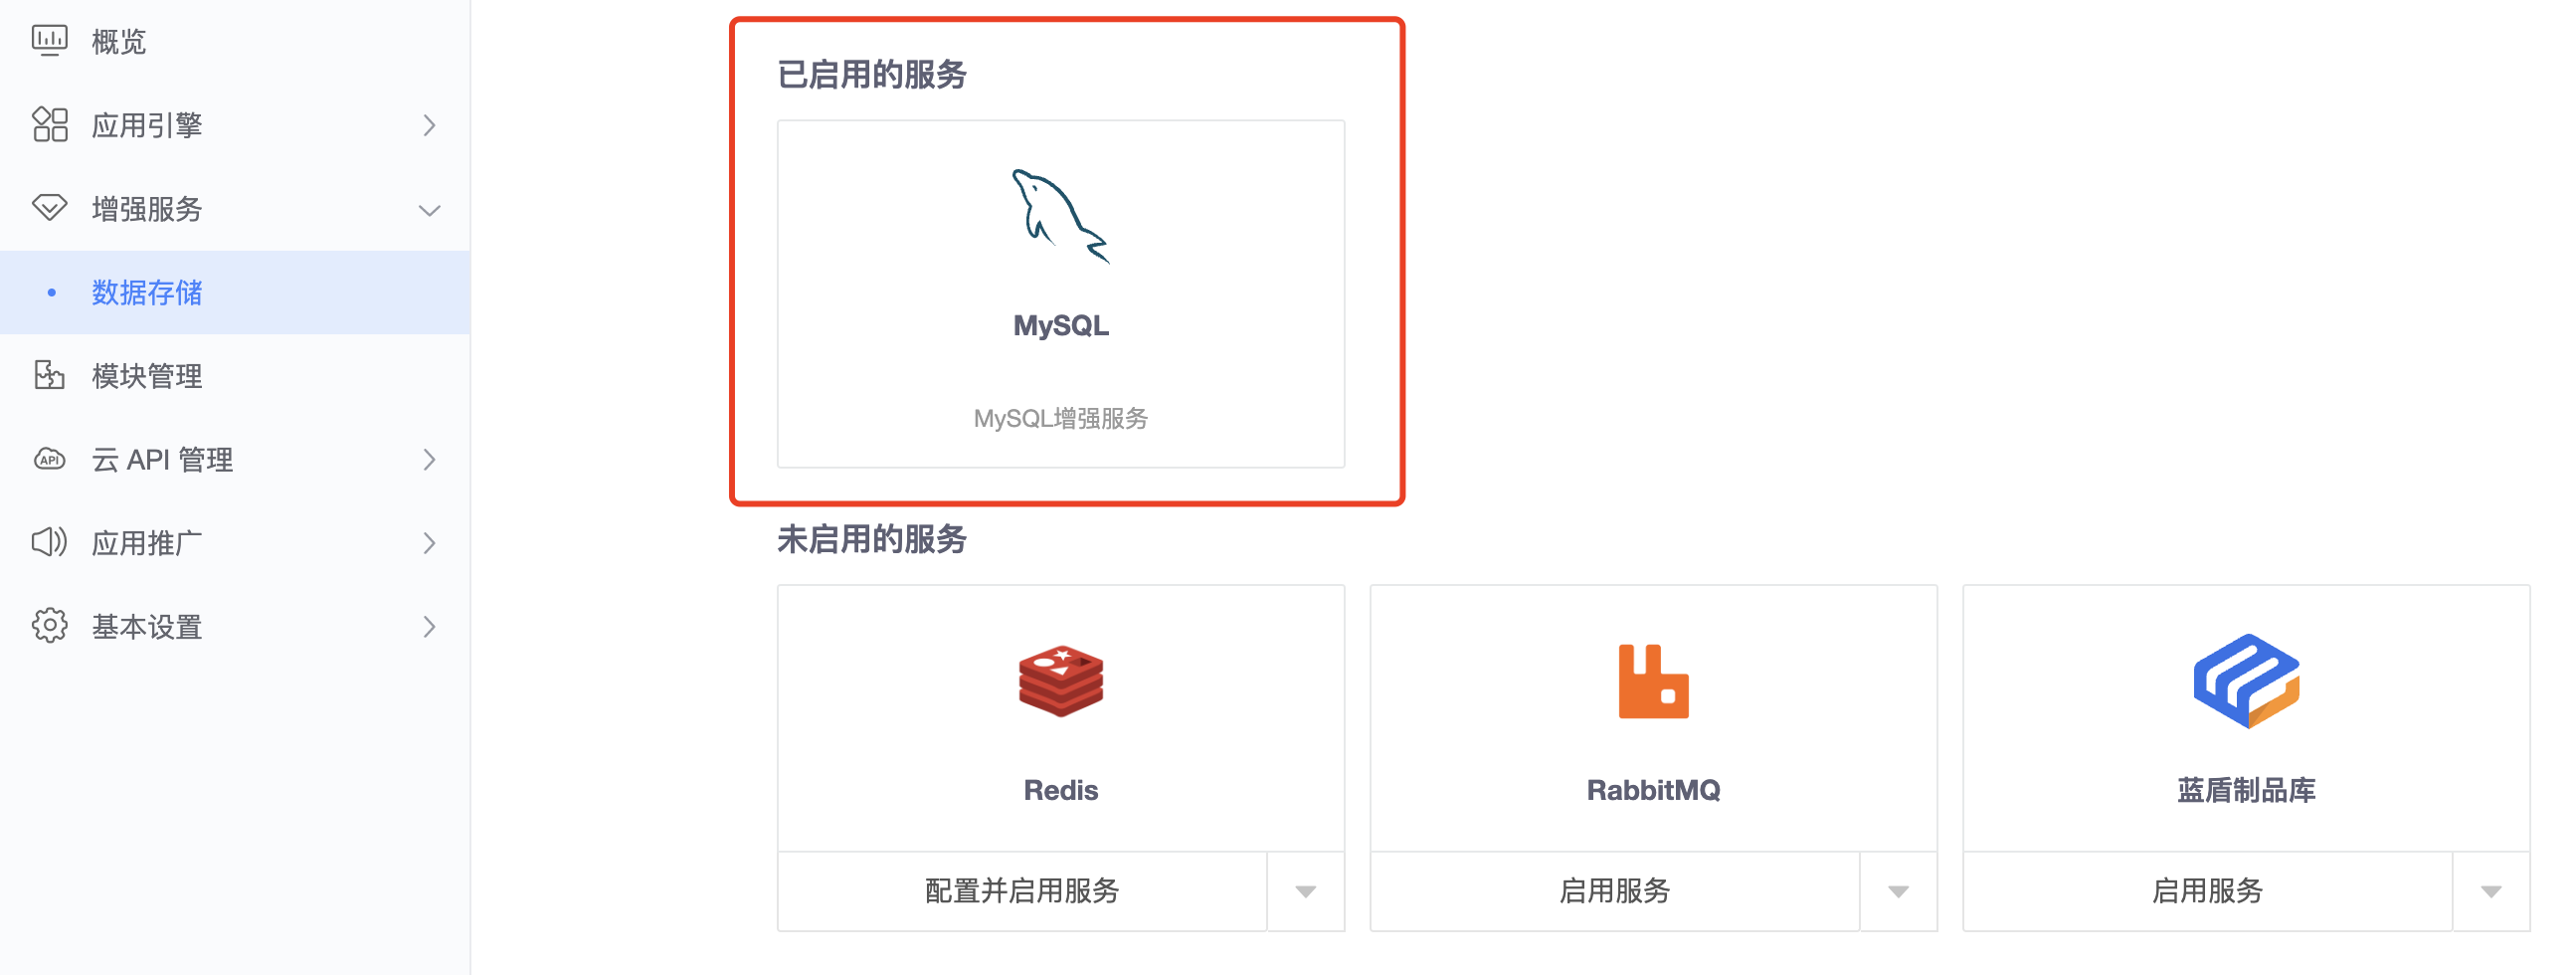 概览
应用引擎
增强服务
数据存储
模块管理
云 API 管理
应用推广
基本设置
已启用的服务
MySQL
MySQL增强服务
未启用的服务
Redis
配置并启用服务
RabbitMQ
启用服务
蓝盾制品库
启用服务